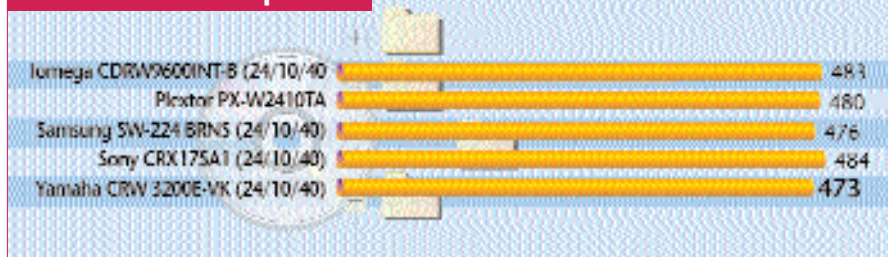 Iomega CDRW9600INT-B (24/10/40 483
Plextor PX-W2410TA 480
Samsung SW-224 BRNS (24/10/40) 476
Sony CRX175A1 (24/10/40) 484
Yamaha CRW 3200E-VK (24/10/40) 473